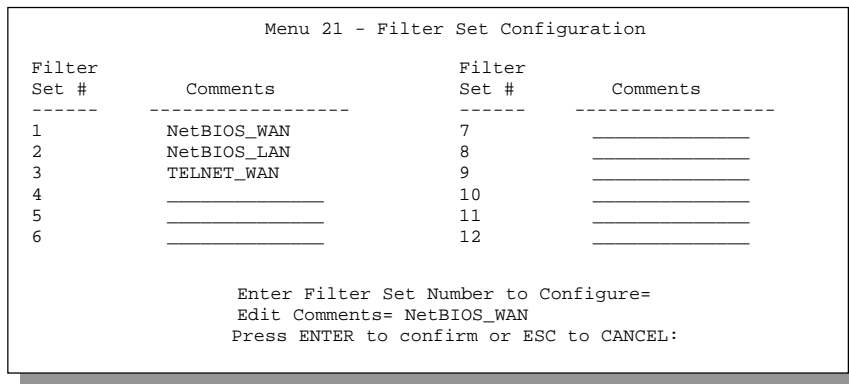 Menu 21 - Filter Set Configuration
Filter Filter
Set # Comments Set # Comments
------ ------------------ ------ ------------------
1 NetBIOS_WAN 7 ______________
2 NetBIOS_LAN 8 ______________
3 TELNET_WAN 9 ______________
4 ______________ 10 ______________
5 ______________ 11 ______________
6 ______________ 12 ______________
Enter Filter Set Number to Configure=
Edit Comments= NetBIOS_WAN
Press ENTER to confirm or ESC to CANCEL: